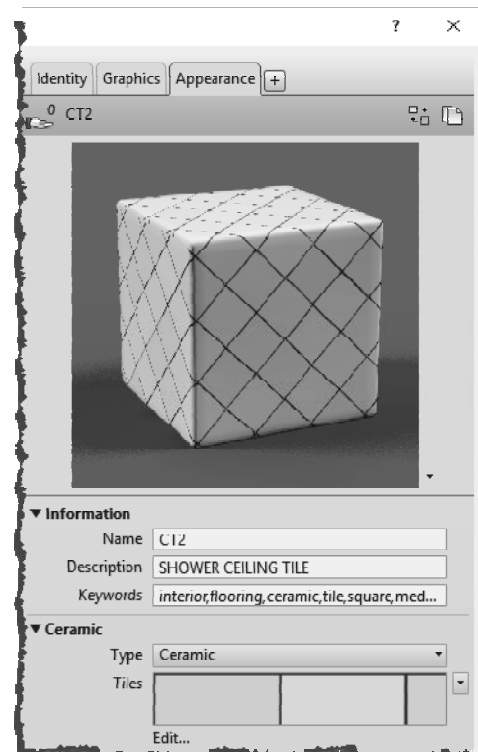 ?
Identity Graphics Appearance +
0 CT2
Information
Name CT2
Description SHOWER CEILING TILE
Keywords interior,flooring,ceramic,tile,square,med...
Ceramic
Type Ceramic
Tiles
Edit...